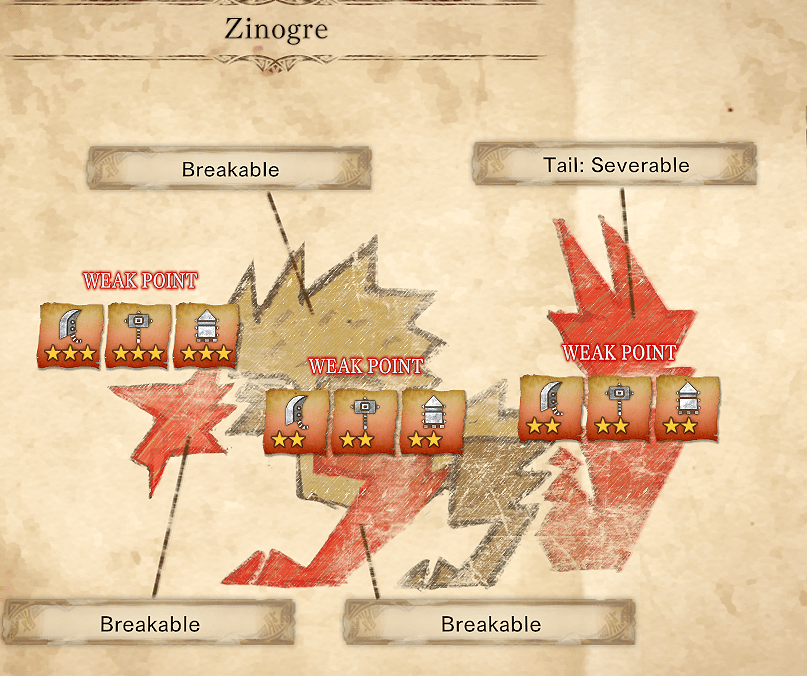 Zinogre
Breakable
Tail: Severable
WEAK POINT
WEAK POINT
WEAK POINT
Breakable
Breakable